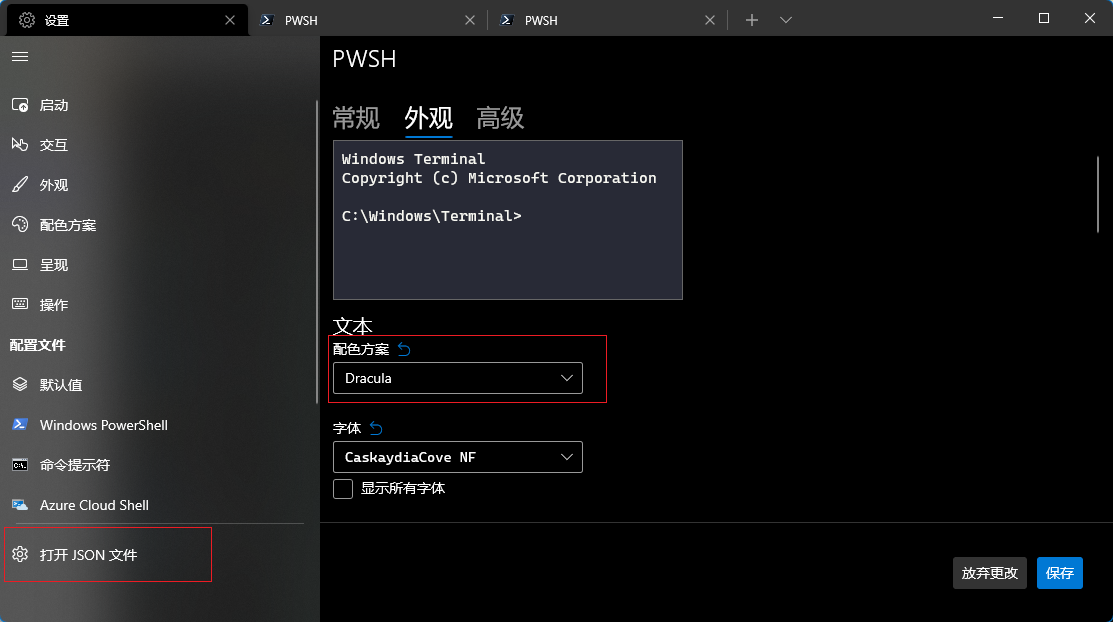 设置
PWSH
PWSH
启动
交互
外观
配色方案
呈现
操作
配置文件
默认值
Windows PowerShell
命令提示符
Azure Cloud Shell
打开 JSON 文件
PWSH
常规 外观 高级
Windows Terminal
Copyright (c) Microsoft Corporation
C:\Windows\Terminal>
文本
配色方案
Dracula
字体
CaskaydiaCove NF
显示所有字体
放弃更改
保存